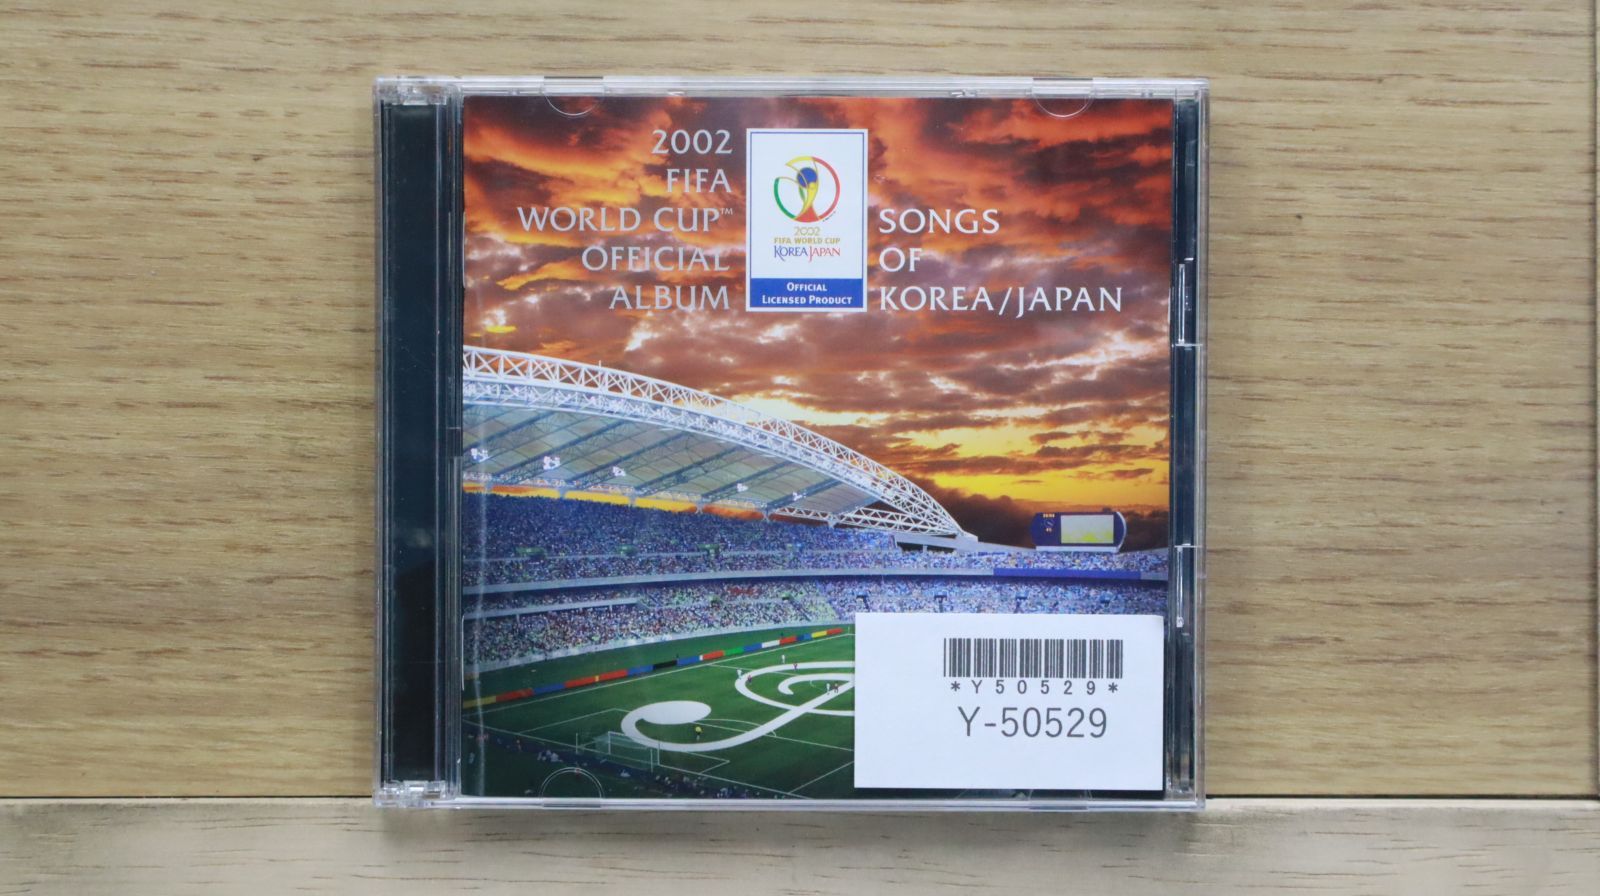 2002
FIFA
WORLD CUP™
OFFICIAL
ALBUM
2002
FIFA WORLD CUP
KOREA JAPAN
OFFICIAL
LICENSED PRODUCT
SONGS
OF
KOREA/JAPAN
*Y50529*
Y-50529